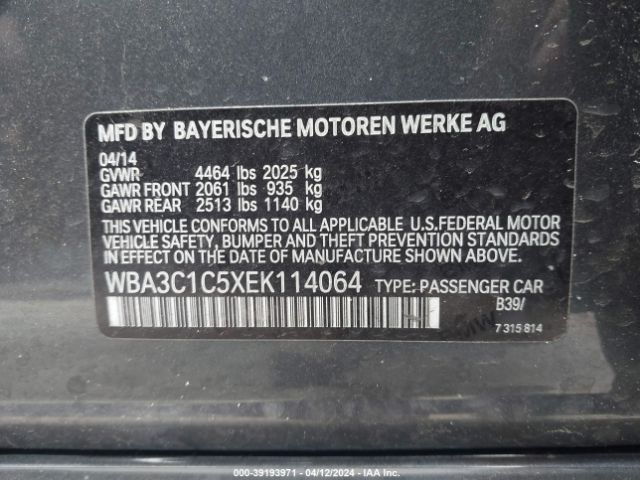 MFD BY BAYERISCHE MOTOREN WERKE AG
04/14
GVWR 4464 lbs 2025 kg
GAWR FRONT 2061 lbs 935 kg
GAWR REAR 2513 lbs 1140 kg
THIS VEHICLE CONFORMS TO ALL APPLICABLE U.S.FEDERAL MOTOR
VEHICLE SAFETY, BUMPER AND THEFT PREVENTION STANDARDS
IN EFFECT ON THE DATE OF MANUFACTURE SHOWN ABOVE.
WBA3C1C5XEK114064 TYPE: PASSENGER CAR
B39/
7 315 814
000-39193971 - 04/12/2024 - IAA Inc.